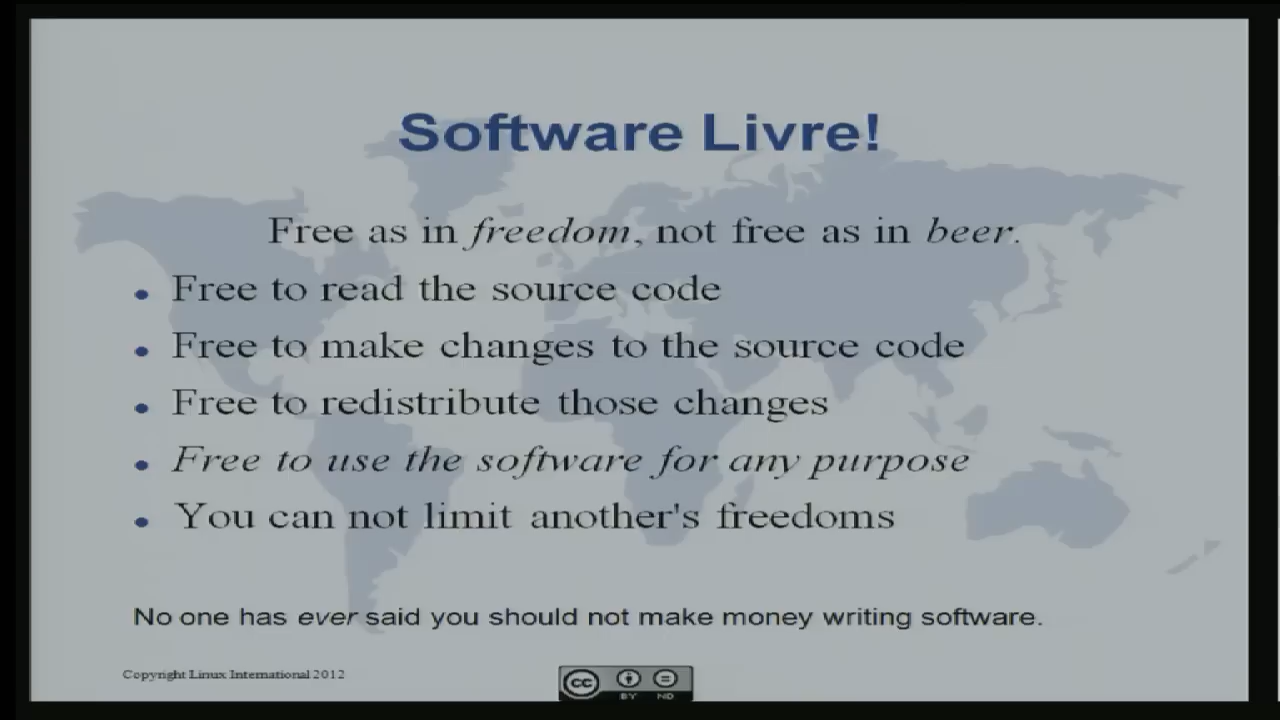 Software Livre!
Free as in freedom, not free as in beer.
Free to read the source code
Free to make changes to the source code
Free to redistribute those changes
Free to use the software for any purpose
You can not limit another's freedoms
No one has ever said you should not make money writing software.
Copyright Linux International 2012
CC
BY ND